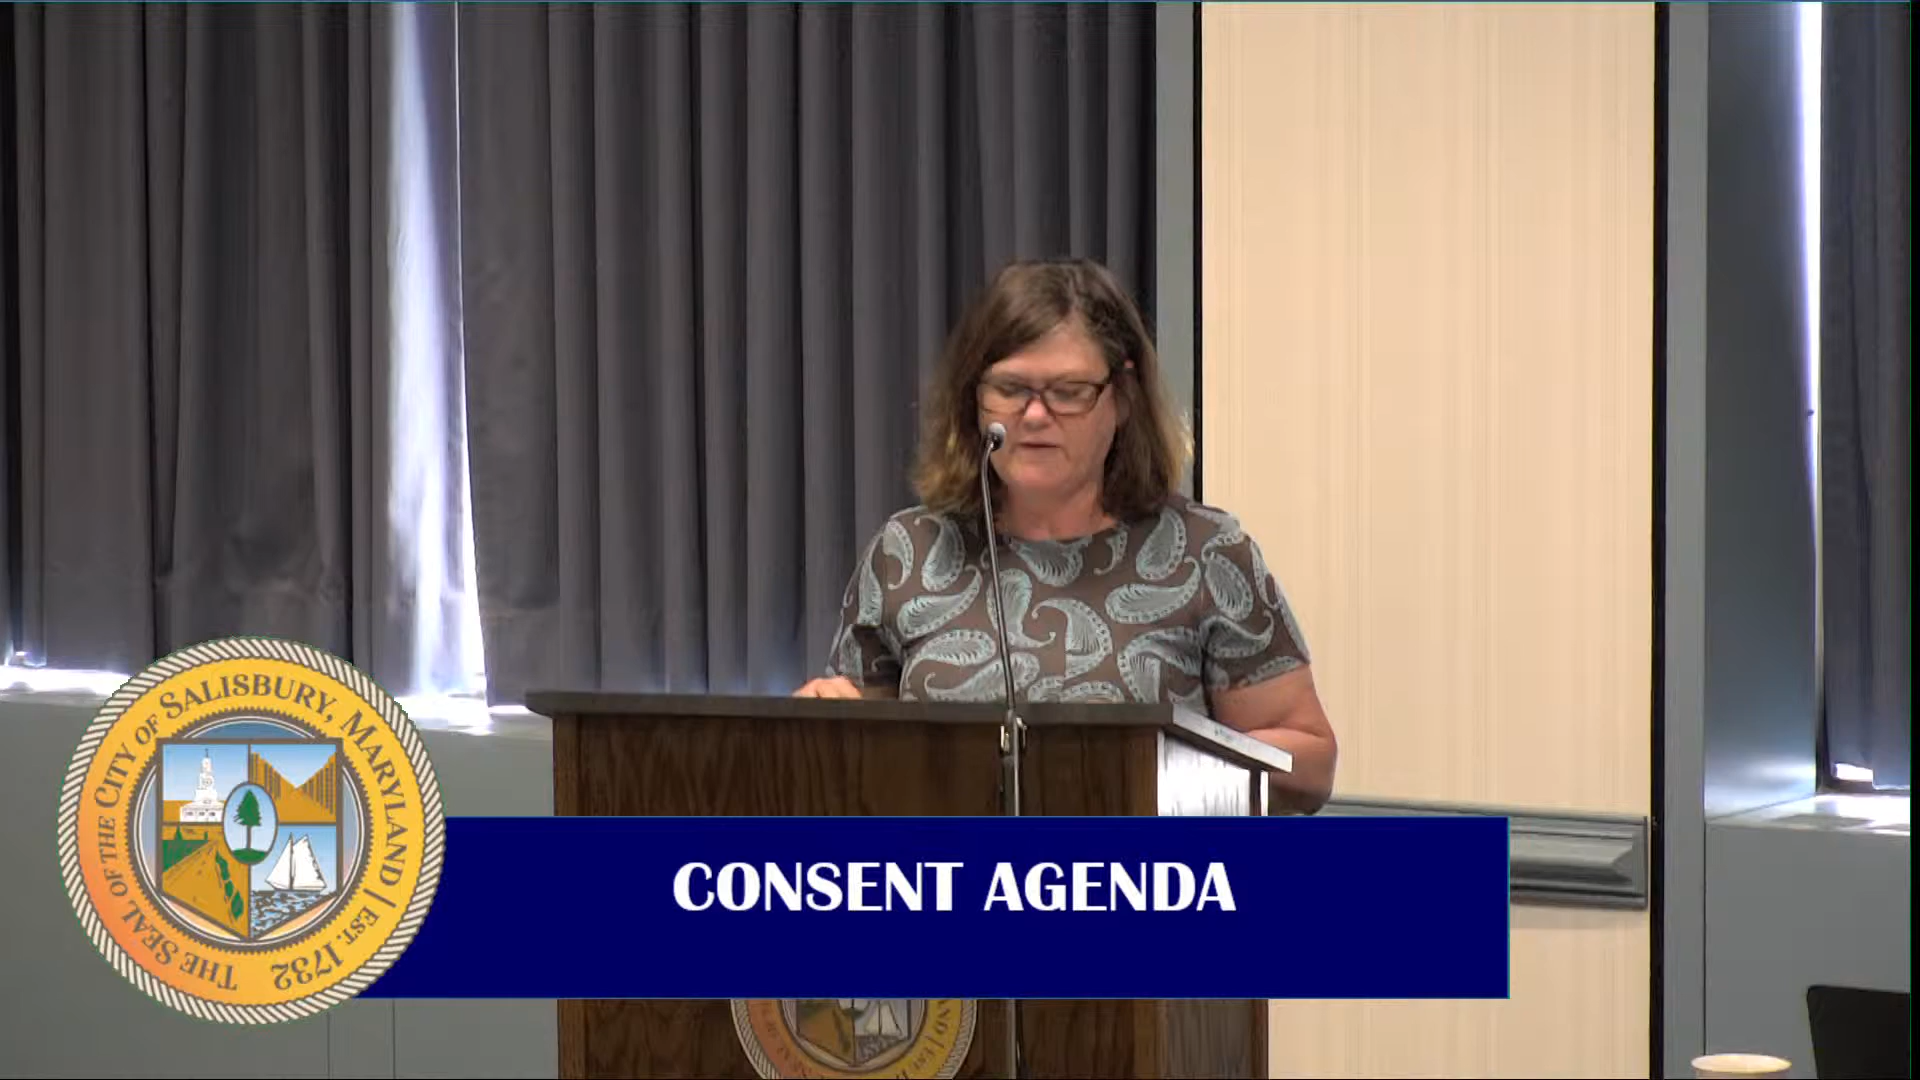 THE SEAL OF THE CITY OF SALISBURY, MARYLAND | EST. 1732
CONSENT AGENDA